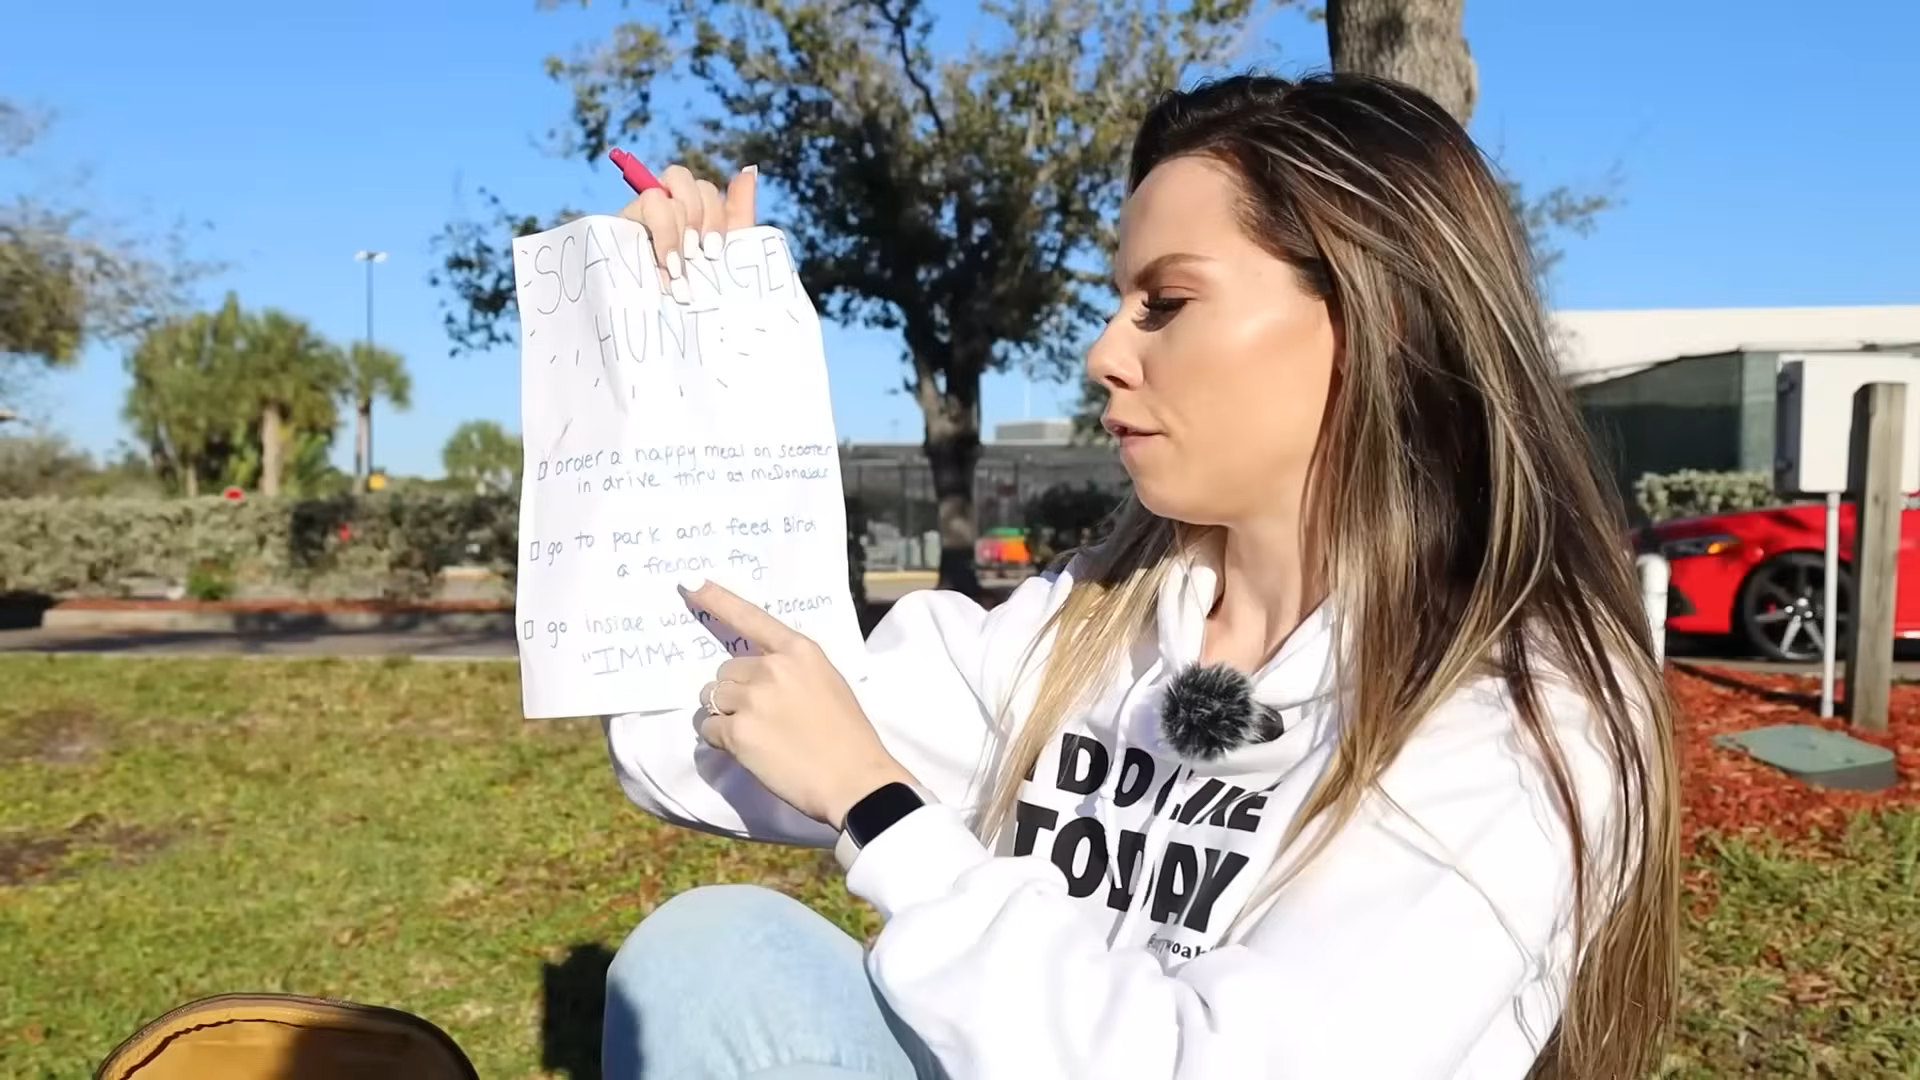 SCAVENGER
HUNT
order a happy meal on scooter
in drive thru at McDonalds
go to park and feed Bird
a french fry
go inside scream
"IMMA
I DO
TODAY